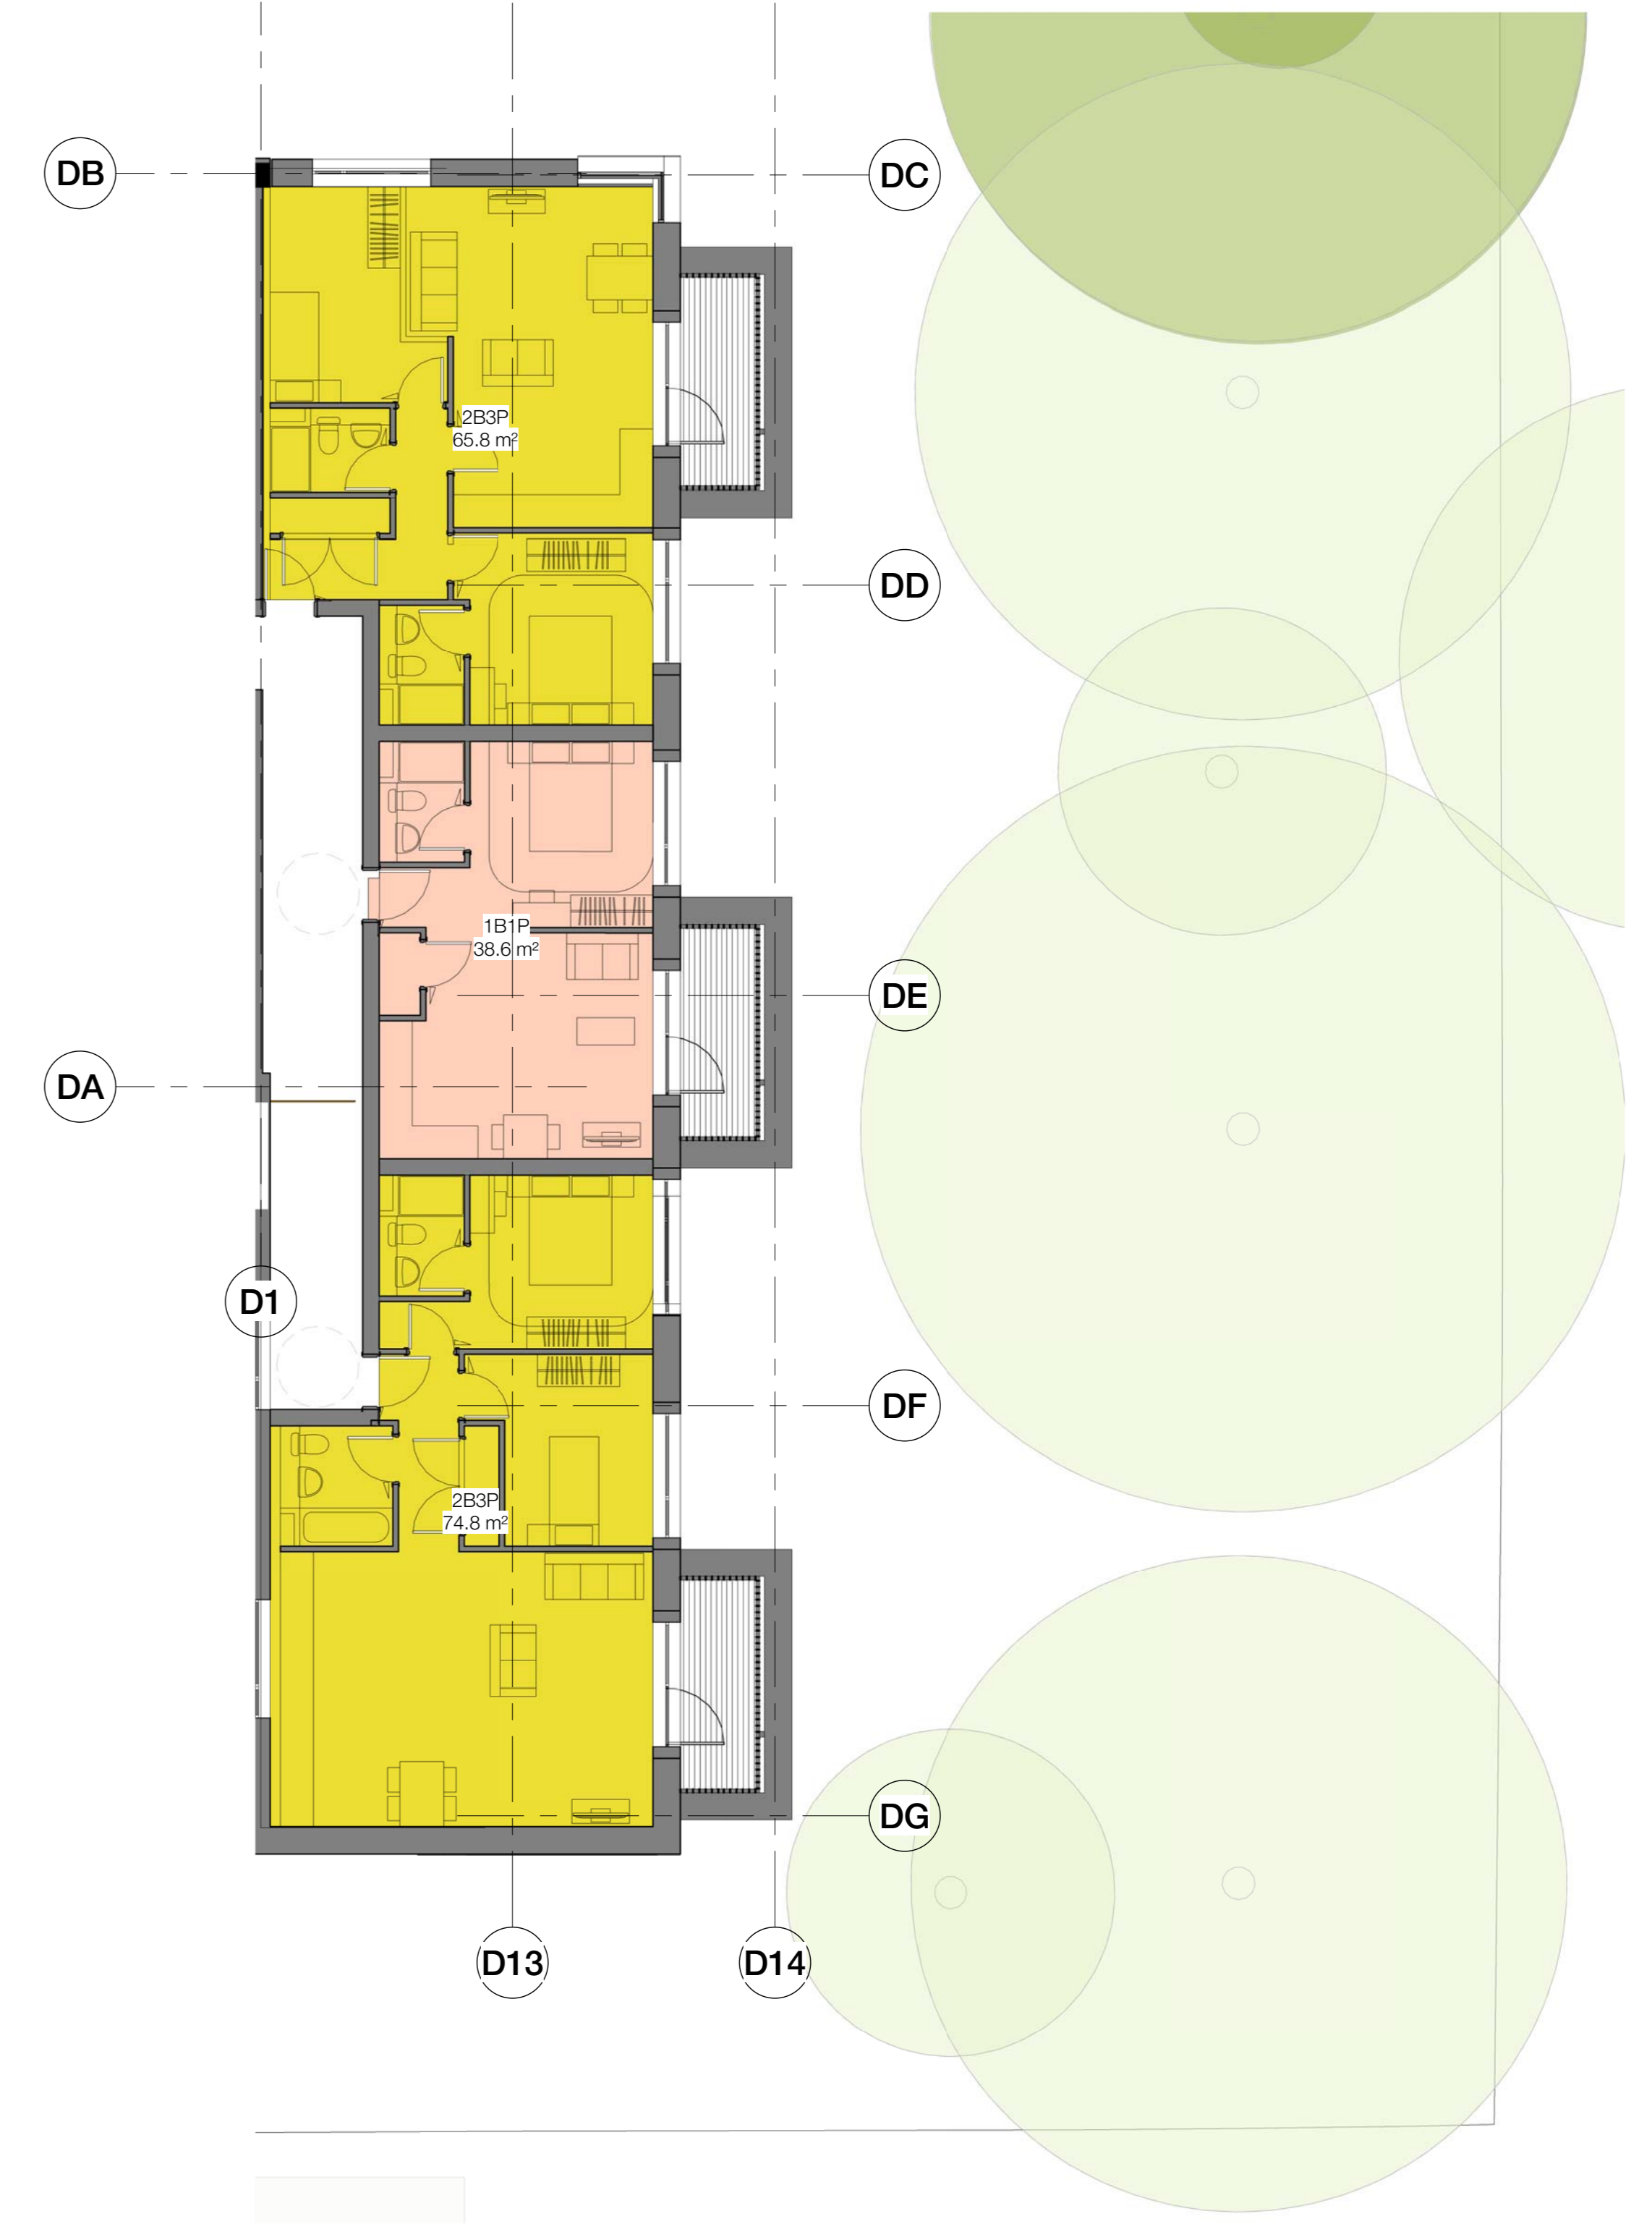 DB
DC
2B3P
65.8 m²
DD
1B1P
38.6 m²
DE
DA
D1
DF
2B3P
74.8 m²
DG
D13
D14